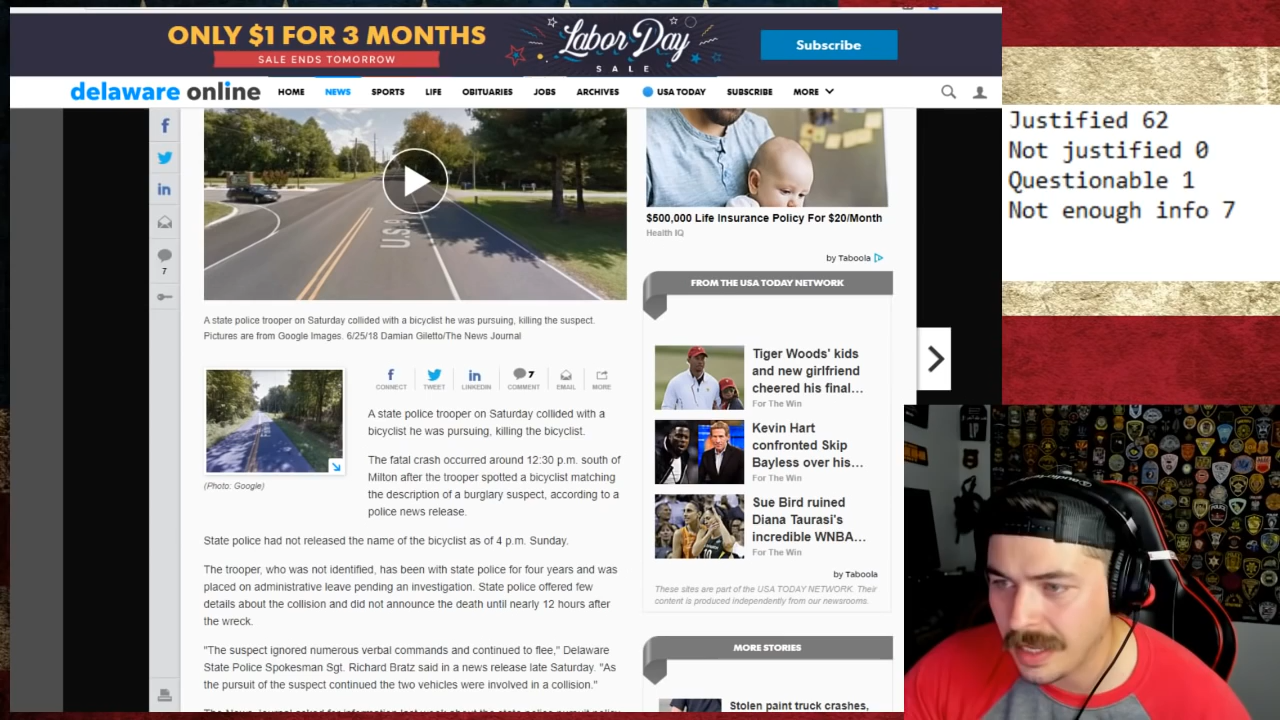 ONLY $1 FOR 3 MONTHS
SALE ENDS TOMORROW
Labor Day
SALE
Subscribe
delaware online
HOME NEWS SPORTS LIFE OBITUARIES JOBS ARCHIVES USA TODAY SUBSCRIBE MORE
7
A state police trooper on Saturday collided with a bicyclist he was pursuing, killing the suspect.
Pictures are from Google Images. 6/25/18 Damian Giletto/The News Journal
(Photo: Google)
CONNECT TWEET LINKEDIN 7 COMMENT EMAIL MORE
A state police trooper on Saturday collided with a
bicyclist he was pursuing, killing the bicyclist.
The fatal crash occurred around 12:30 p.m. south of
Milton after the trooper spotted a bicyclist matching
the description of a burglary suspect, according to a
police news release.
State police had not released the name of the bicyclist as of 4 p.m. Sunday.
The trooper, who was not identified, has been with state police for four years and was
placed on administrative leave pending an investigation. State police offered few
details about the collision and did not announce the death until nearly 12 hours after
the wreck.
"The suspect ignored numerous verbal commands and continued to flee," Delaware
State Police Spokesman Sgt. Richard Bratz said in a news release late Saturday. "As
the pursuit of the suspect continued the two vehicles were involved in a collision."
$500,000 Life Insurance Policy For $20/Month
Health IQ
by Taboola
FROM THE USA TODAY NETWORK
Tiger Woods' kids
and new girlfriend
cheered his final…
For The Win
Kevin Hart
confronted Skip
Bayless over his…
For The Win
Sue Bird ruined
Diana Taurasi's
incredible WNBA…
For The Win
by Taboola
These sites are part of the USA TODAY NETWORK. Their
content is produced independently from our newsrooms.
MORE STORIES
Stolen paint truck crashes,
Justified 62
Not justified 0
Questionable 1
Not enough info 7